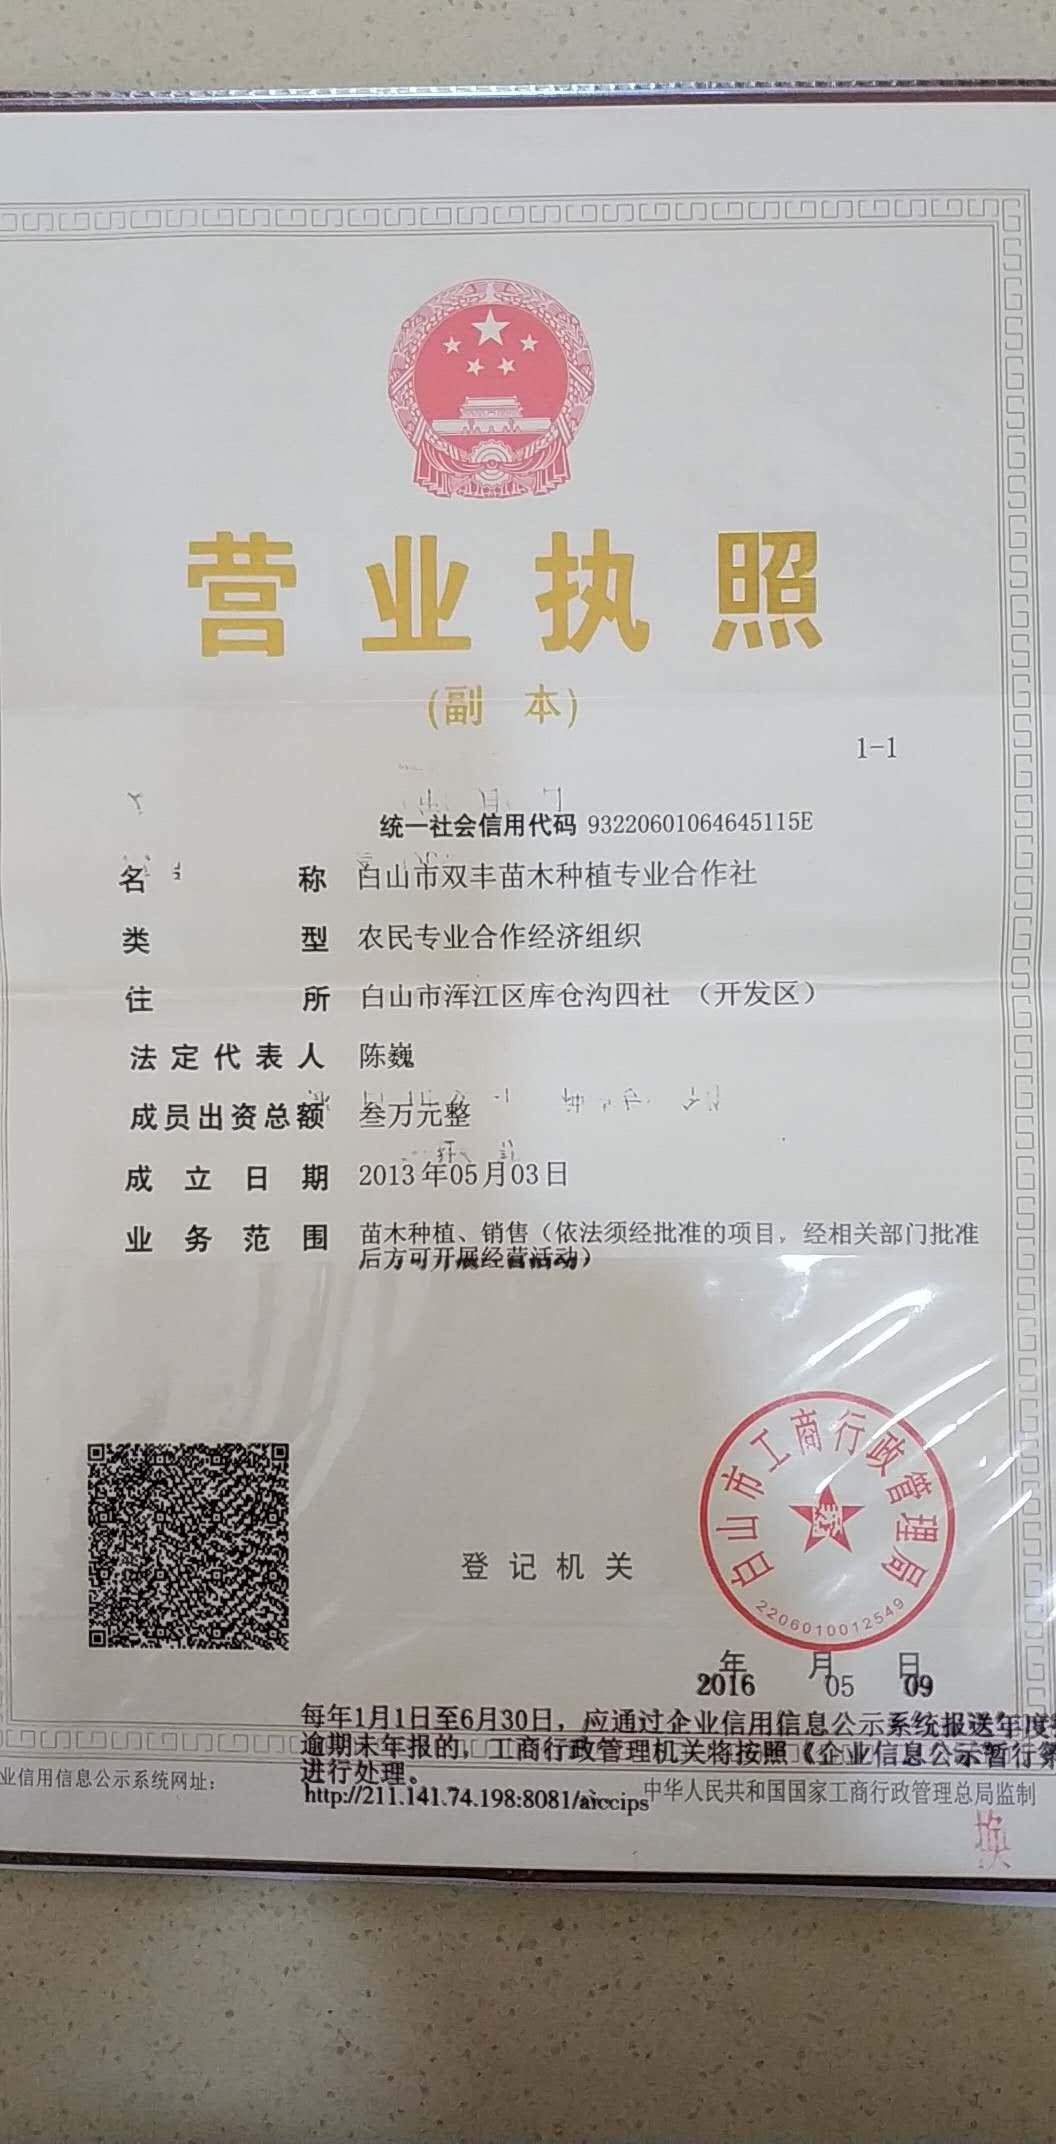 营业执照
(副 本)
1-1
统一社会信用代码 93220601064645115E
名 称 白山市双丰苗木种植专业合作社
类 型 农民专业合作经济组织
住 所 白山市浑江区库仓沟四社 （开发区）
法定代表人 陈巍
成员出资总额 叁万元整
成立日期 2013年05月03日
业务范围 苗木种植、销售（依法须经批准的项目，经相关部门批准
后方可开展经营活动）
白山市工商行政管理局
2206010012549
登记机关
年 月 日
2016 05 09
每年1月1日至6月30日，应通过企业信用信息公示系统报送年度
逾期未年报的，工商行政管理机关将按照《企业信息公示暂行条
进行处理。
业信用信息公示系统网址：
http://211.141.74.198:8081/aiccips
中华人民共和国国家工商行政管理总局监制
换